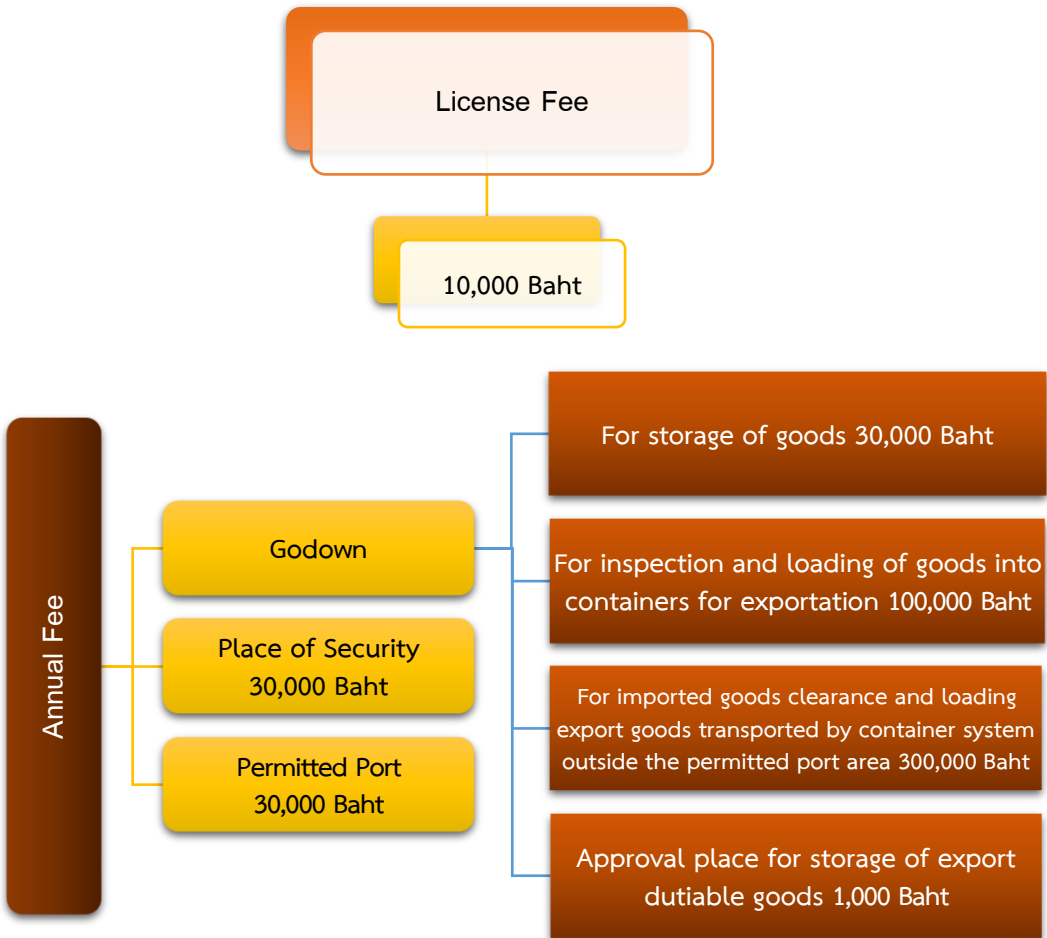 License Fee
10,000 Baht
Annual Fee
Godown
Place of Security
30,000 Baht
Permitted Port
30,000 Baht
For storage of goods 30,000 Baht
For inspection and loading of goods into
containers for exportation 100,000 Baht
For imported goods clearance and loading
export goods transported by container system
outside the permitted port area 300,000 Baht
Approval place for storage of export
dutiable goods 1,000 Baht